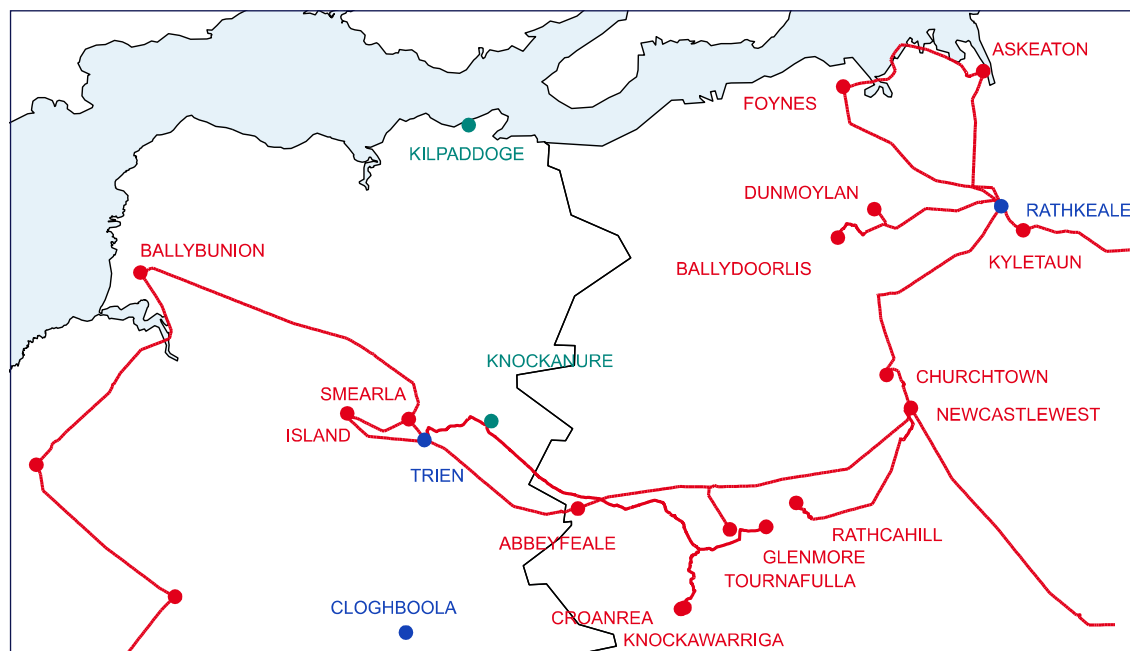 ASKEATON
FOYNES
KILPADDOGE
DUNMOYLAN
RATHKEALE
BALLYBUNION
BALLYDOORLIS
KYLETAUN
KNOCKANURE
CHURCHTOWN
SMEARLA
NEWCASTLEWEST
ISLAND
TRIEN
RATHCAHILL
ABBEYFEALE
GLENMORE
TOURNAFULLA
CLOGHBOOLA
CROANREA
KNOCKAWARRIGA